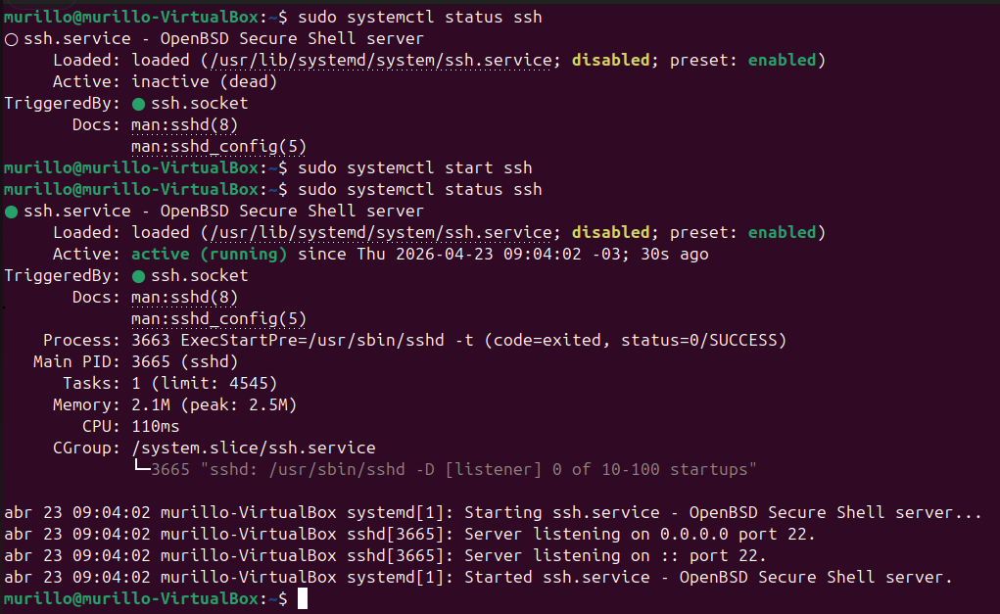 murillo@murillo-VirtualBox:~$ sudo systemctl status ssh
○ ssh.service - OpenBSD Secure Shell server
     Loaded: loaded (/usr/lib/systemd/system/ssh.service; disabled; preset: enabled)
     Active: inactive (dead)
TriggeredBy: ● ssh.socket
       Docs: man:sshd(8)
             man:sshd_config(5)
murillo@murillo-VirtualBox:~$ sudo systemctl start ssh
murillo@murillo-VirtualBox:~$ sudo systemctl status ssh
● ssh.service - OpenBSD Secure Shell server
     Loaded: loaded (/usr/lib/systemd/system/ssh.service; disabled; preset: enabled)
     Active: active (running) since Thu 2026-04-23 09:04:02 -03; 30s ago
TriggeredBy: ● ssh.socket
       Docs: man:sshd(8)
             man:sshd_config(5)
    Process: 3663 ExecStartPre=/usr/sbin/sshd -t (code=exited, status=0/SUCCESS)
   Main PID: 3665 (sshd)
      Tasks: 1 (limit: 4545)
     Memory: 2.1M (peak: 2.5M)
        CPU: 110ms
     CGroup: /system.slice/ssh.service
             └─3665 "sshd: /usr/sbin/sshd -D [listener] 0 of 10-100 startups"

abr 23 09:04:02 murillo-VirtualBox systemd[1]: Starting ssh.service - OpenBSD Secure Shell server...
abr 23 09:04:02 murillo-VirtualBox sshd[3665]: Server listening on 0.0.0.0 port 22.
abr 23 09:04:02 murillo-VirtualBox sshd[3665]: Server listening on :: port 22.
abr 23 09:04:02 murillo-VirtualBox systemd[1]: Started ssh.service - OpenBSD Secure Shell server.
murillo@murillo-VirtualBox:~$